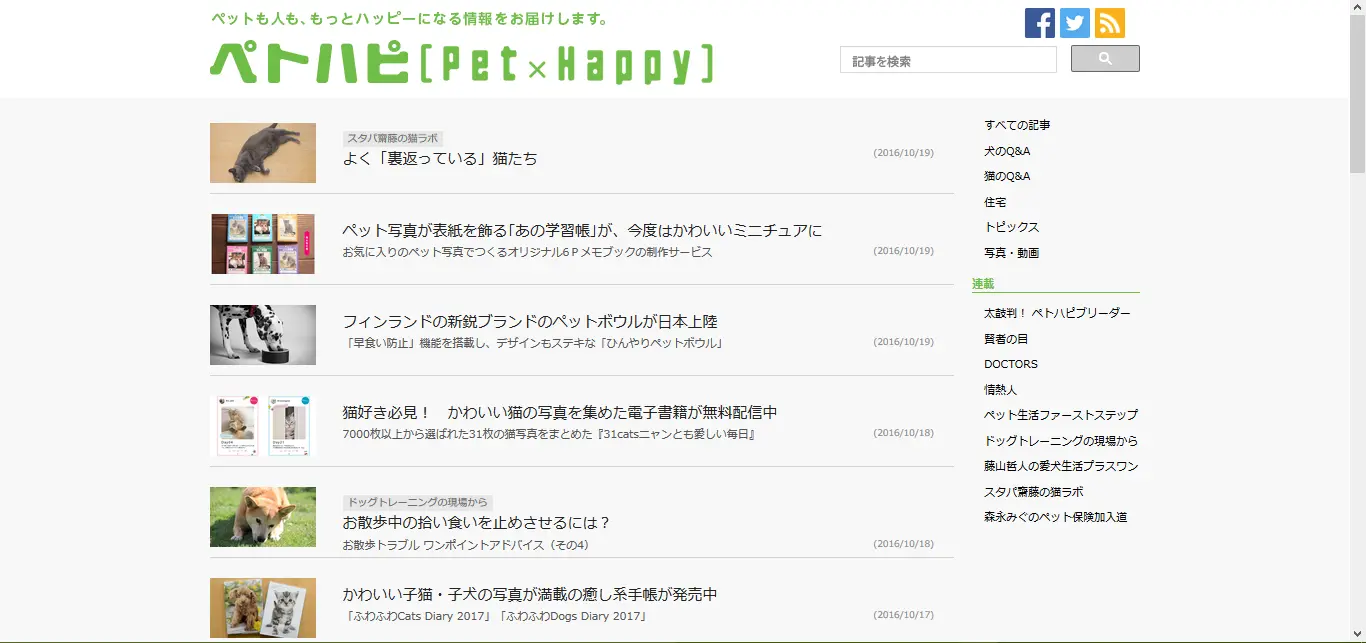 ペットも人も、もっとハッピーになる情報をお届けします。
ペトハピ[Pet×Happy]
記事を検索
スタパ齋藤の猫ラボ
よく「裏返っている」猫たち
(2016/10/19)
ペット写真が表紙を飾る｢あの学習帳｣が、今度はかわいいミニチュアに
お気に入りのペット写真でつくるオリジナル6Ｐメモブックの制作サービス
(2016/10/19)
フィンランドの新鋭ブランドのペットボウルが日本上陸
「早食い防止」機能を搭載し、デザインもステキな「ひんやりペットボウル」
(2016/10/19)
猫好き必見！　かわいい猫の写真を集めた電子書籍が無料配信中
7000枚以上から選ばれた31枚の猫写真をまとめた『31catsニャンとも愛しい毎日』
(2016/10/18)
ドッグトレーニングの現場から
お散歩中の拾い食いを止めさせるには？
お散歩トラブル ワンポイントアドバイス（その4）
(2016/10/18)
かわいい子猫・子犬の写真が満載の癒し系手帳が発売中
「ふわふわCats Diary 2017」「ふわふわDogs Diary 2017」
(2016/10/17)
すべての記事
犬のQ&A
猫のQ&A
住宅
トピックス
写真・動画
連載
太鼓判！ ペトハピブリーダー
賢者の目
DOCTORS
情熱人
ペット生活ファーストステップ
ドッグトレーニングの現場から
藤山哲人の愛犬生活プラスワン
スタパ齋藤の猫ラボ
森永みぐのペット保険加入道